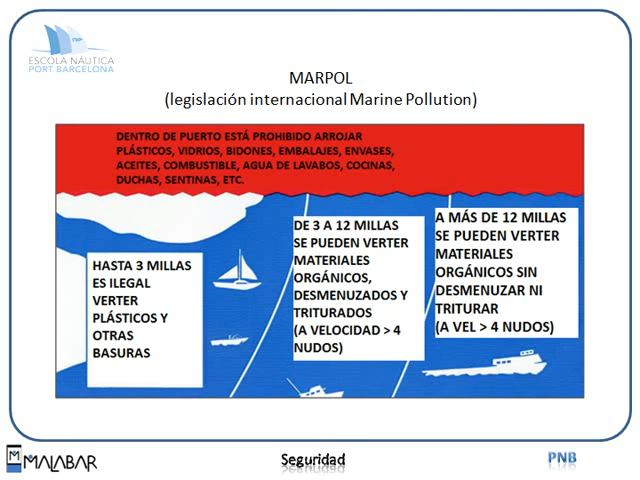 PNB
ESCOLA NÁUTICA
PORT BARCELONA
MARPOL
(legislación internacional Marine Pollution)
DENTRO DE PUERTO ESTÁ PROHIBIDO ARROJAR
PLÁSTICOS, VIDRIOS, BIDONES, EMBALAJES, ENVASES,
ACEITES, COMBUSTIBLE, AGUA DE LAVABOS, COCINAS,
DUCHAS, SENTINAS, ETC.
HASTA 3 MILLAS
ES ILEGAL
VERTER
PLÁSTICOS Y
OTRAS
BASURAS
DE 3 A 12 MILLAS
SE PUEDEN VERTER
MATERIALES
ORGÁNICOS,
DESMENUZADOS Y
TRITURADOS
(A VELOCIDAD > 4
NUDOS)
A MÁS DE 12 MILLAS
SE PUEDEN VERTER
MATERIALES
ORGÁNICOS SIN
DESMENUZAR NI
TRITURAR
(A VEL > 4 NUDOS)
M MALABAR
Seguridad
PNB